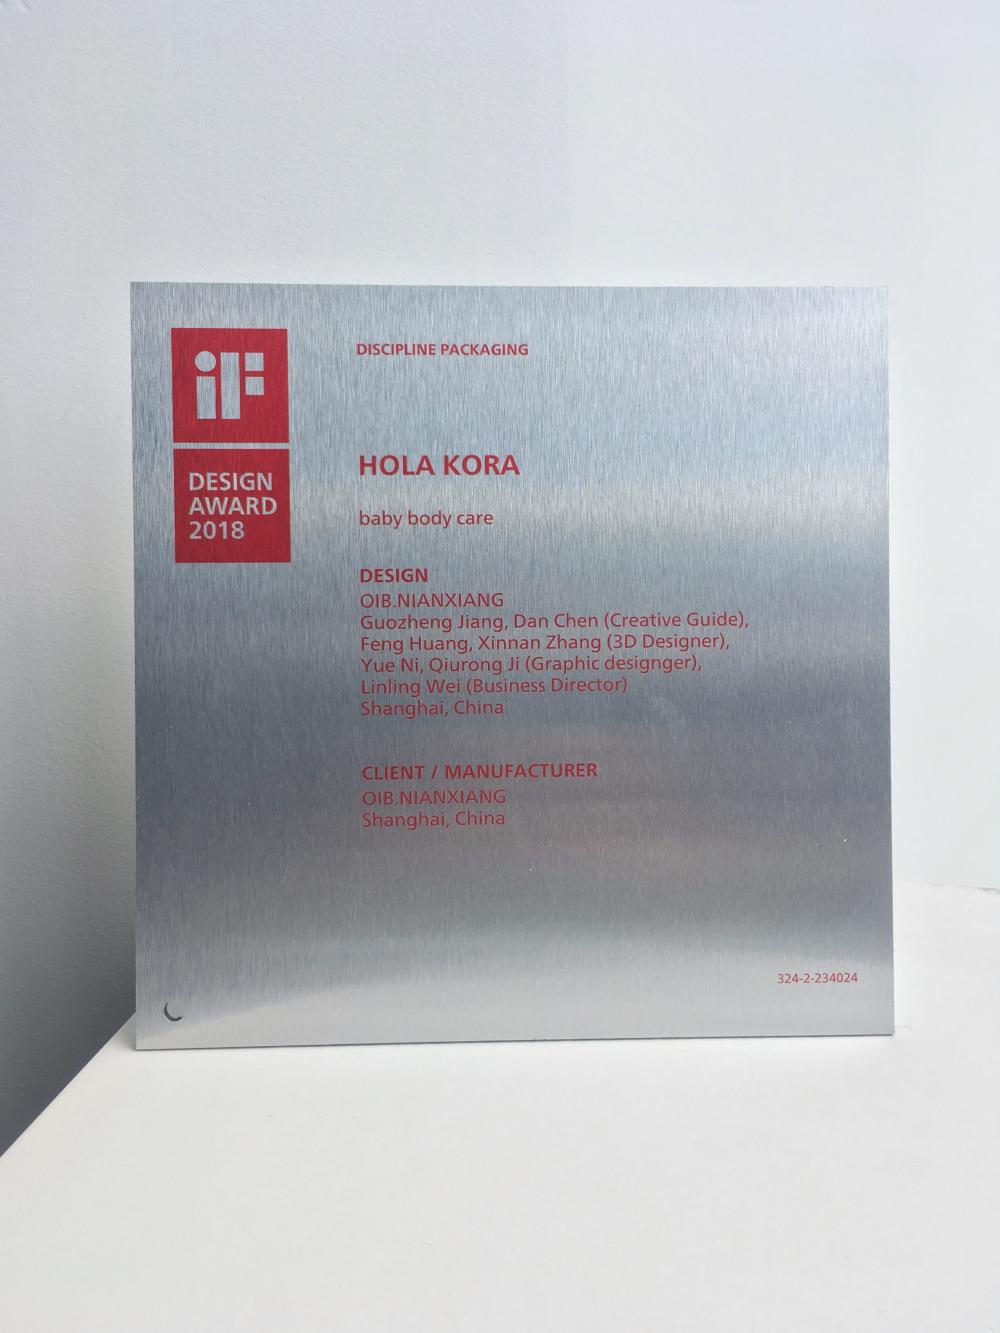 iF
DESIGN
AWARD
2018
DISCIPLINE PACKAGING
HOLA KORA
baby body care
DESIGN
OIB.NIANXIANG
Guozheng Jiang, Dan Chen (Creative Guide),
Feng Huang, Xinnan Zhang (3D Designer),
Yue Ni, Qiurong Ji (Graphic designger),
Linling Wei (Business Director)
Shanghai, China
CLIENT / MANUFACTURER
OIB.NIANXIANG
Shanghai, China
324-2-234024